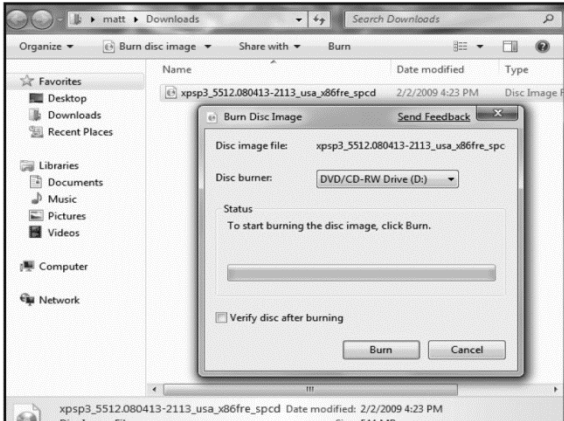 matt Downloads Search Downloads
Organize Burn disc image Share with Burn
Name Date modified Type
Favorites
Desktop
Downloads
Recent Places
Libraries
Documents
Music
Pictures
Videos
Computer
Network
xpsp3_5512.080413-2113_usa_x86fre_spcd 2/2/2009 4:23 PM Disc Image F
Burn Disc Image Send Feedback
Disc image file: xpsp3_5512.080413-2113_usa_x86fre_spc
Disc burner: DVD/CD-RW Drive (D:)
Status
To start burning the disc image, click Burn.
Verify disc after burning
Burn Cancel
xpsp3_5512.080413-2113_usa_x86fre_spcd Date modified: 2/2/2009 4:23 PM